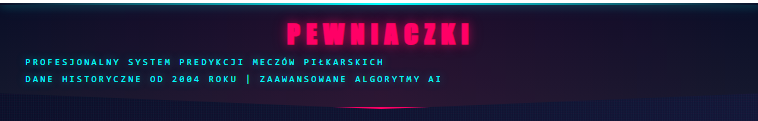 PEWNIACZKI
PROFESJONALNY SYSTEM PREDYKCJI MECZÓW PIŁKARSKICH
DANE HISTORYCZNE OD 2004 ROKU | ZAAWANSOWANE ALGORYTMY AI